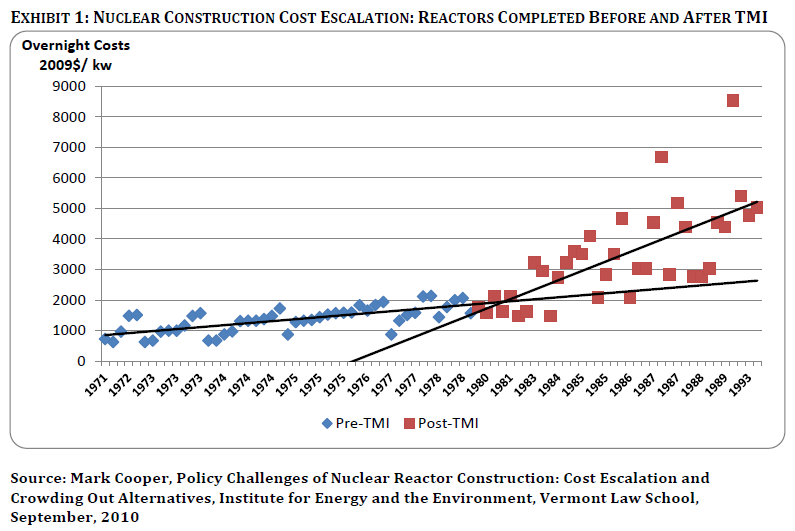 EXHIBIT 1: NUCLEAR CONSTRUCTION COST ESCALATION: REACTORS COMPLETED BEFORE AND AFTER TMI
Overnight Costs
2009$/ kw
9000
8000
7000
6000
5000
4000
3000
2000
1000
0
1971 1972 1973 1973 1973 1974 1974 1974 1975 1975 1975 1976 1977 1977 1978 1978 1980 1981 1983 1984 1985 1985 1986 1987 1987 1988 1989 1993
Pre-TMI Post-TMI
Source: Mark Cooper, Policy Challenges of Nuclear Reactor Construction: Cost Escalation and
Crowding Out Alternatives, Institute for Energy and the Environment, Vermont Law School,
September, 2010